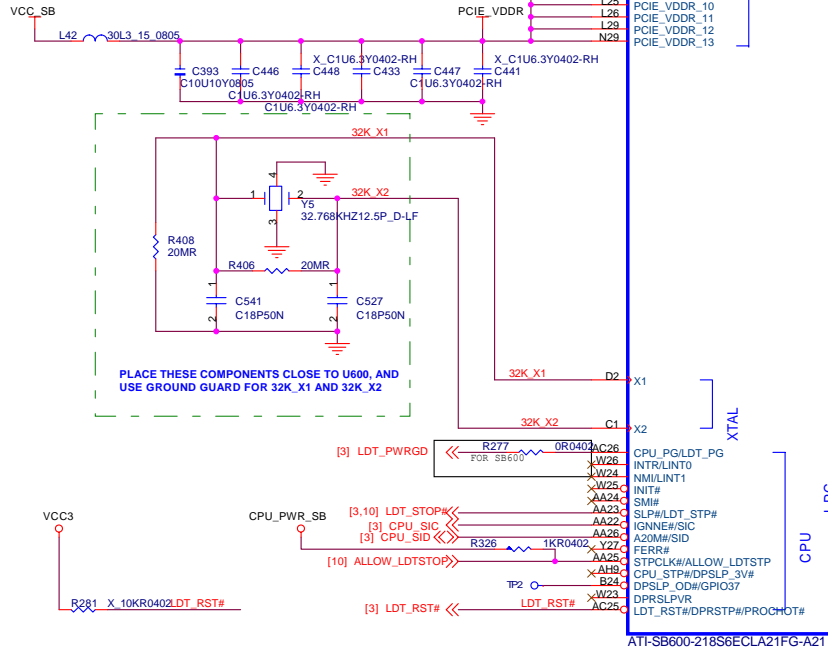 VCC_SB
PCIE_VDDR
L25 PCIE_VDDR_10
L26 PCIE_VDDR_11
L29 PCIE_VDDR_12
N29 PCIE_VDDR_13
L42 30L3_15_0805
X_C1U6.3Y0402-RH
X_C1U6.3Y0402-RH
C393
C446
C448
C433
C447
C441
C10U10Y0805
C1U6.3Y0402-RH
C1U6.3Y0402-RH
C1U6.3Y0402-RH
32K_X1
4
1
2
32K_X2
Y5
3
32.768KHZ12.5P_D-LF
R408
20MR
R406
20MR
1
1
C541
C527
C18P50N
C18P50N
2
2
PLACE THESE COMPONENTS CLOSE TO U600, AND
USE GROUND GUARD FOR 32K_X1 AND 32K_X2
32K_X1
D2
X1
32K_X2
C1
X2
XTAL
[3] LDT_PWRGD
R277
0R0402
FOR SB600
AC26 CPU_PG/LDT_PG
W26 INTR/LINT0
W24 NMI/LINT1
W25 INIT#
AA24 SMI#
[3,10] LDT_STOP#
AA23 SLP#/LDT_STP#
[3] CPU_SIC
AA22 IGNNE#/SIC
[3] CPU_SID
AA26 A20M#/SID
Y27 FERR#
AA25 STPCLK#/ALLOW_LDTSTP
AH9 CPU_STP#/DPSLP_3V#
B24 DPSLP_OD#/GPIO37
W23 DPRSLPVR
AC25 LDT_RST#/DPRSTP#/PROCHOT#
CPU
VCC3
CPU_PWR_SB
R326
1KR0402
[10] ALLOW_LDTSTOP
TP2
R281
X_10KR0402
LDT_RST#
[3] LDT_RST#
LDT_RST#
ATI-SB600-218S6ECLA21FG-A21